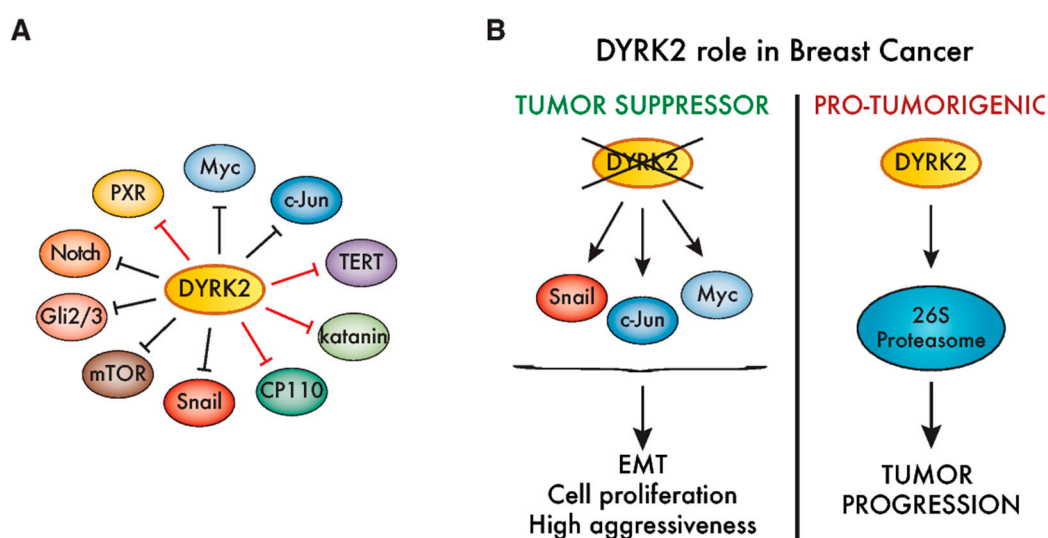 A
Myc
PXR
c-Jun
Notch
TERT
DYRK2
Gli2/3
katanin
mTOR
Snail
CP110
B
DYRK2 role in Breast Cancer
TUMOR SUPPRESSOR
DYRK2
Snail
c-Jun
Myc
EMT
Cell proliferation
High aggressiveness
PRO-TUMORIGENIC
DYRK2
26S
Proteasome
TUMOR
PROGRESSION